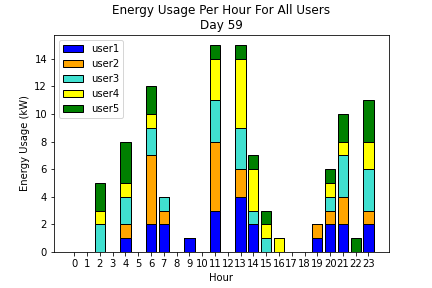 Energy Usage Per Hour For All Users
Day 59
user1
user2
user3
user4
user5
Energy Usage (kW)
14
12
10
8
6
4
2
0
0 1 2 3 4 5 6 7 8 9 10 11 12 13 14 15 16 17 18 19 20 21 22 23
Hour